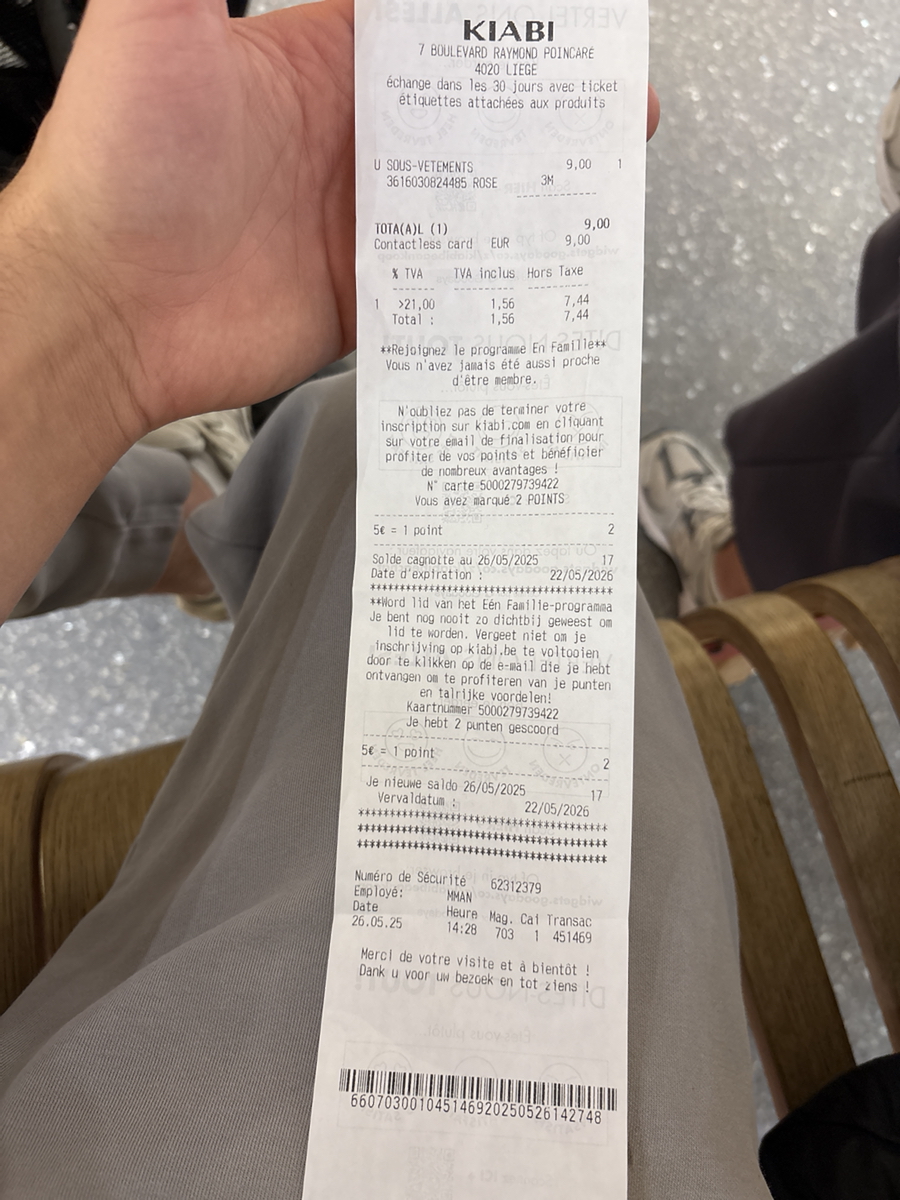 KIABI
7 BOULEVARD RAYMOND POINCARE
4020 LIEGE
échange dans les 30 jours avec ticket
étiquettes attachées aux produits
U SOUS-VETEMENTS 9,00 1
3616030824485 ROSE 3M
TOTA(A)L (1) 9,00
Contactless card EUR 9,00
% TVA TVA inclus Hors Taxe
1 >21,00 1,56 7,44
Total : 1,56 7,44
**Rejoignez le programme En Famille**
Vous n'avez jamais été aussi proche
d'être membre.
N'oubliez pas de terminer votre
inscription sur kiabi.com en cliquant
sur votre email de finalisation pour
profiter de vos points et bénéficier
de nombreux avantages !
N° carte 5000279739422
Vous avez marqué 2 POINTS
5€ = 1 point 2
Solde cagnotte au 26/05/2025 17
Date d'expiration : 22/05/2026
****************************************
**Word lid van het Eén Familie-programma
Je bent nog nooit zo dichtbij geweest om
lid te worden. Vergeet niet om je
inschrijving op kiabi.be te voltooien
door te klikken op de e-mail die je hebt
ontvangen om te profiteren van je punten
en talrijke voordelen!
Kaartnummer 5000279739422
Je hebt 2 punten gescoord
5€ = 1 point 2
Je nieuwe saldo 26/05/2025 17
Vervaldatum : 22/05/2026
****************************************
****************************************
****************************************
Numéro de Sécurité 62312379
Employé: MMAN
Date Heure Mag. Cai Transac
26.05.25 14:28 703 1 451469
Merci de votre visite et à bientôt !
Dank u voor uw bezoek en tot ziens !
660703001045146920250526142748